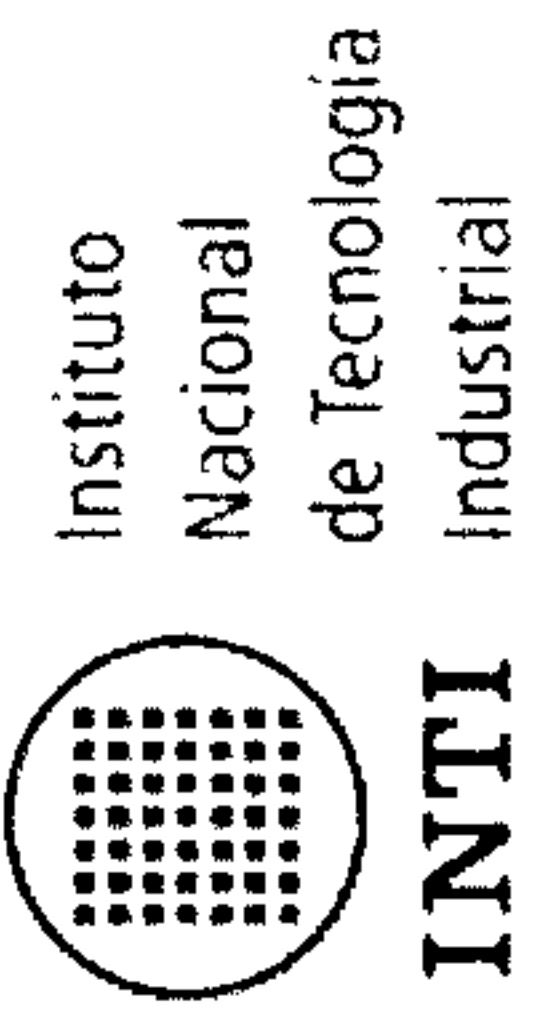 Instituto
Nacional
de Tecnología
Industrial
INTI